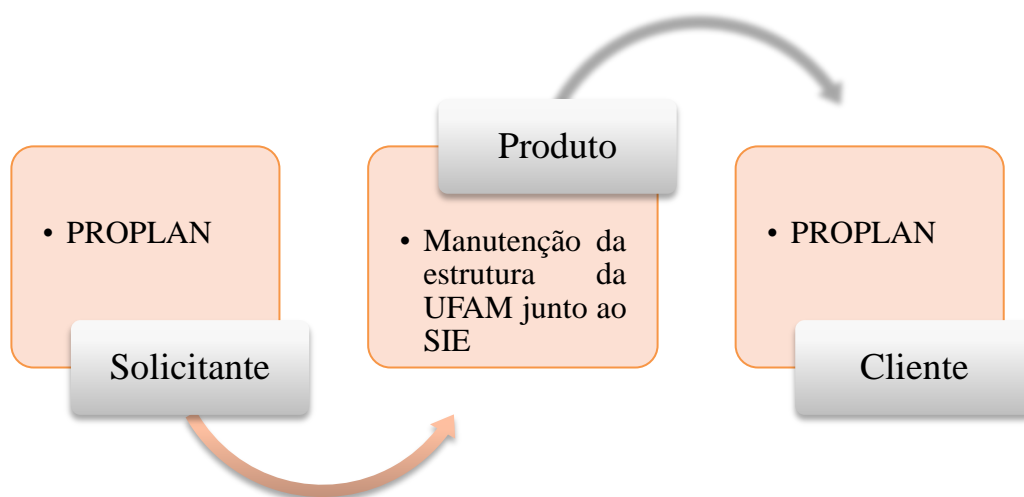 • PROPLAN
Solicitante
Produto
• Manutenção da
estrutura da
UFAM junto ao
SIE
• PROPLAN
Cliente